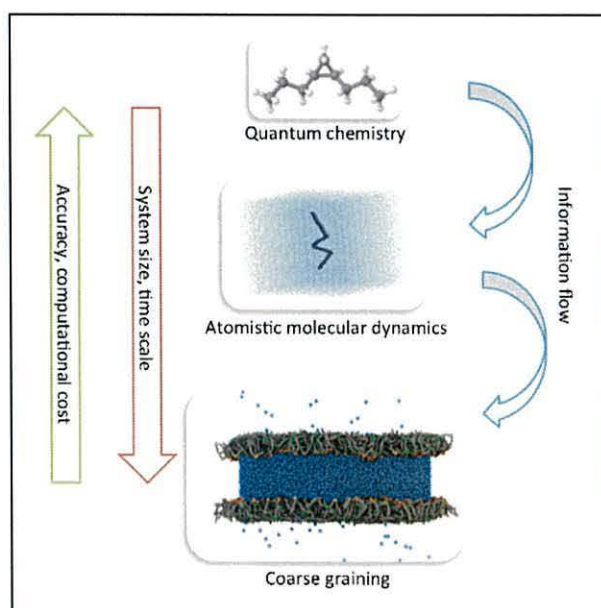 Quantum chemistry
Accuracy, computational cost
System size, time scale
Information flow
Atomistic molecular dynamics
Coarse graining